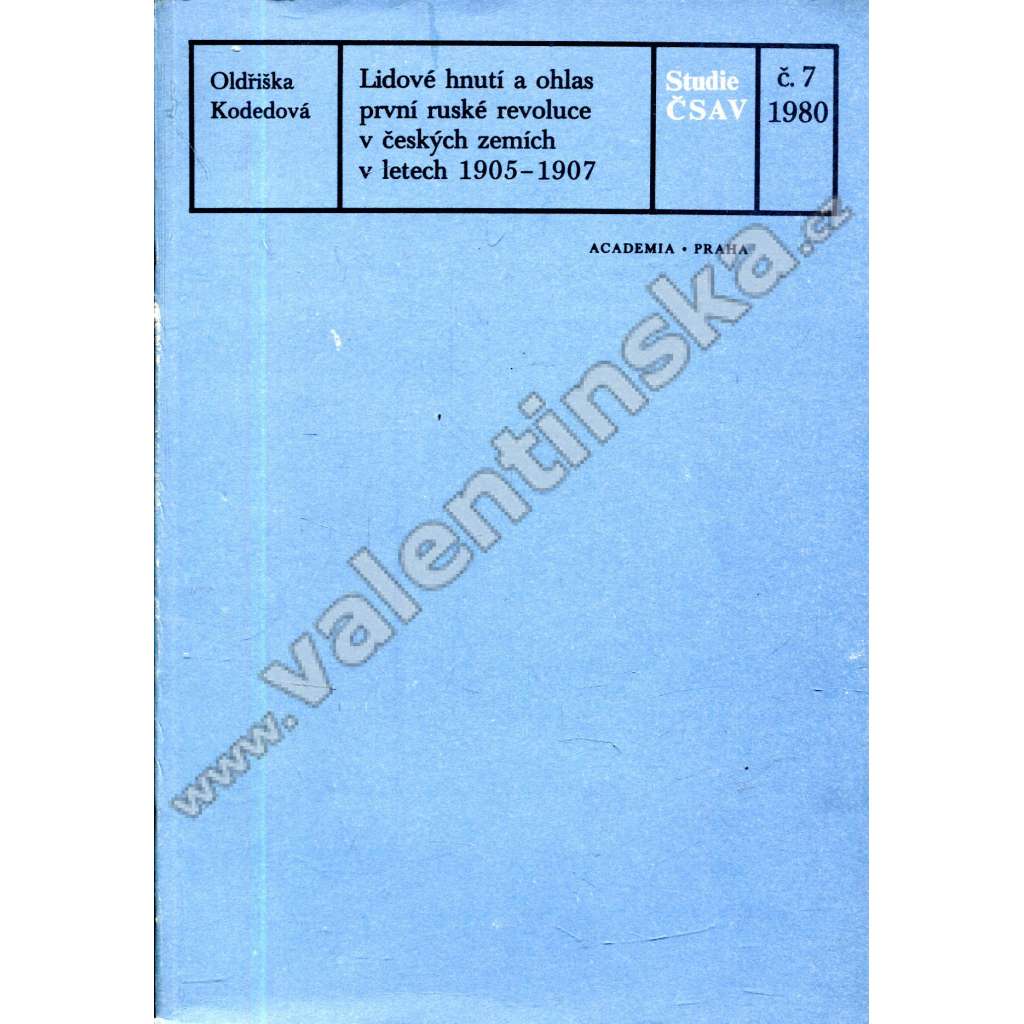 Oldřiška
Kodedová
Lidové hnutí a ohlas
první ruské revoluce
v českých zemích
v letech 1905–1907
Studie
ČSAV
č. 7
1980
ACADEMIA • PRAHA
www.valentinska.cz